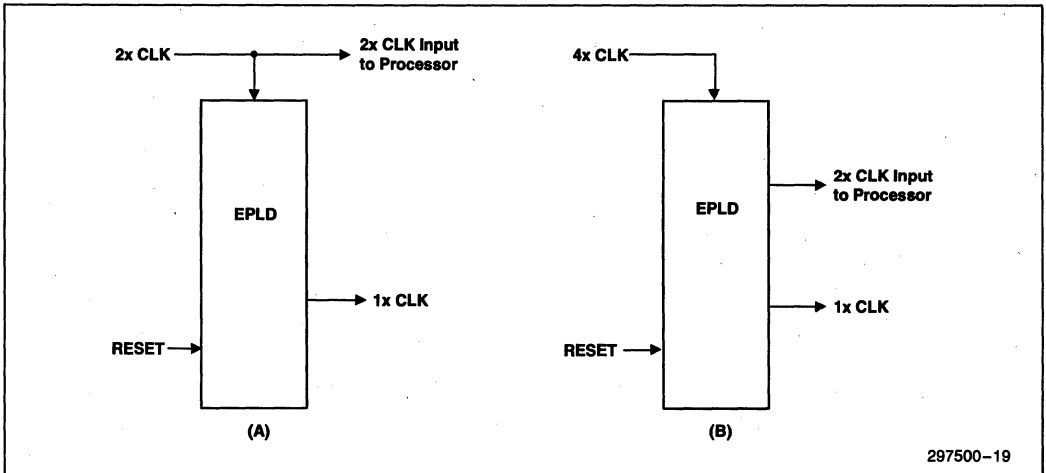 2x CLK
2x CLK Input
to Processor
EPLD
1x CLK
RESET
(A)
4x CLK
2x CLK Input
to Processor
EPLD
1x CLK
RESET
(B)
297500-19